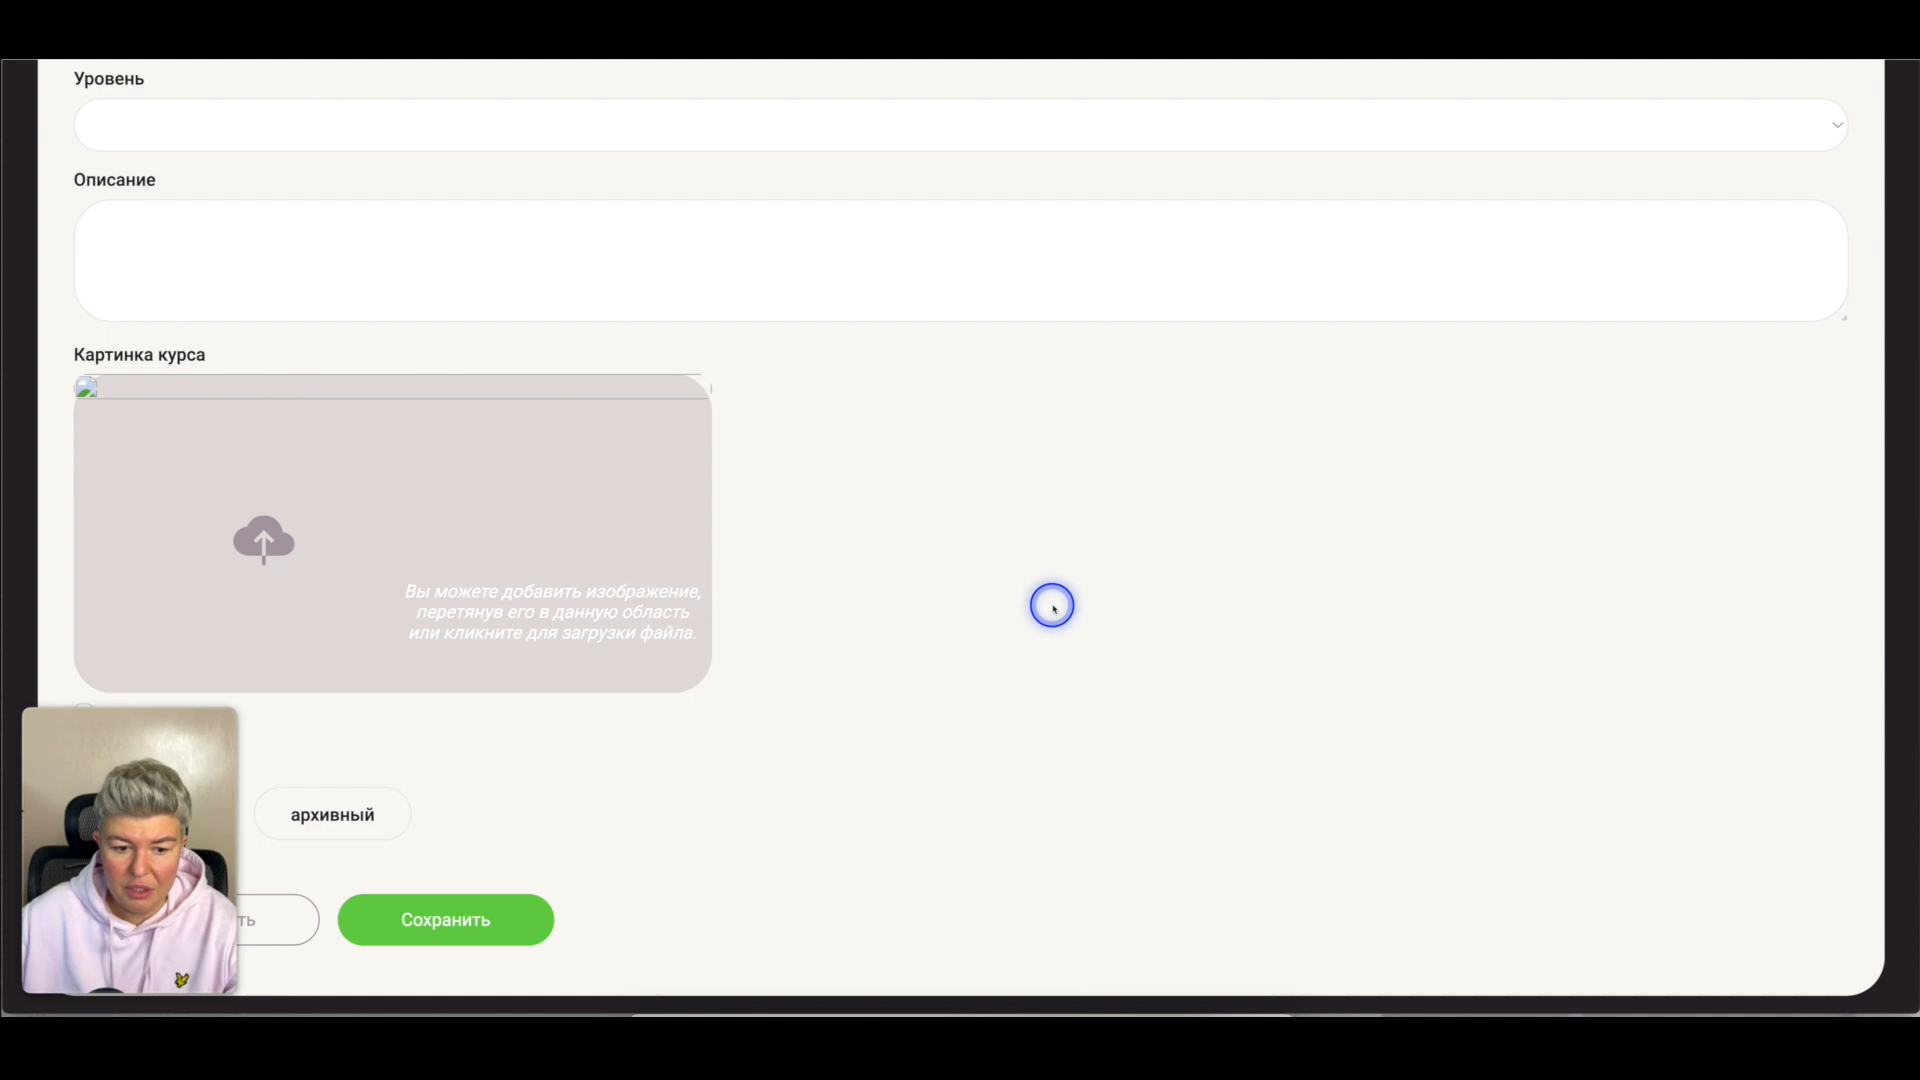 Уровень
Описание
Картинка курса
Вы можете добавить изображение,
перетянув его в данную область
или кликните для загрузки файла.
архивный
ть
Сохранить